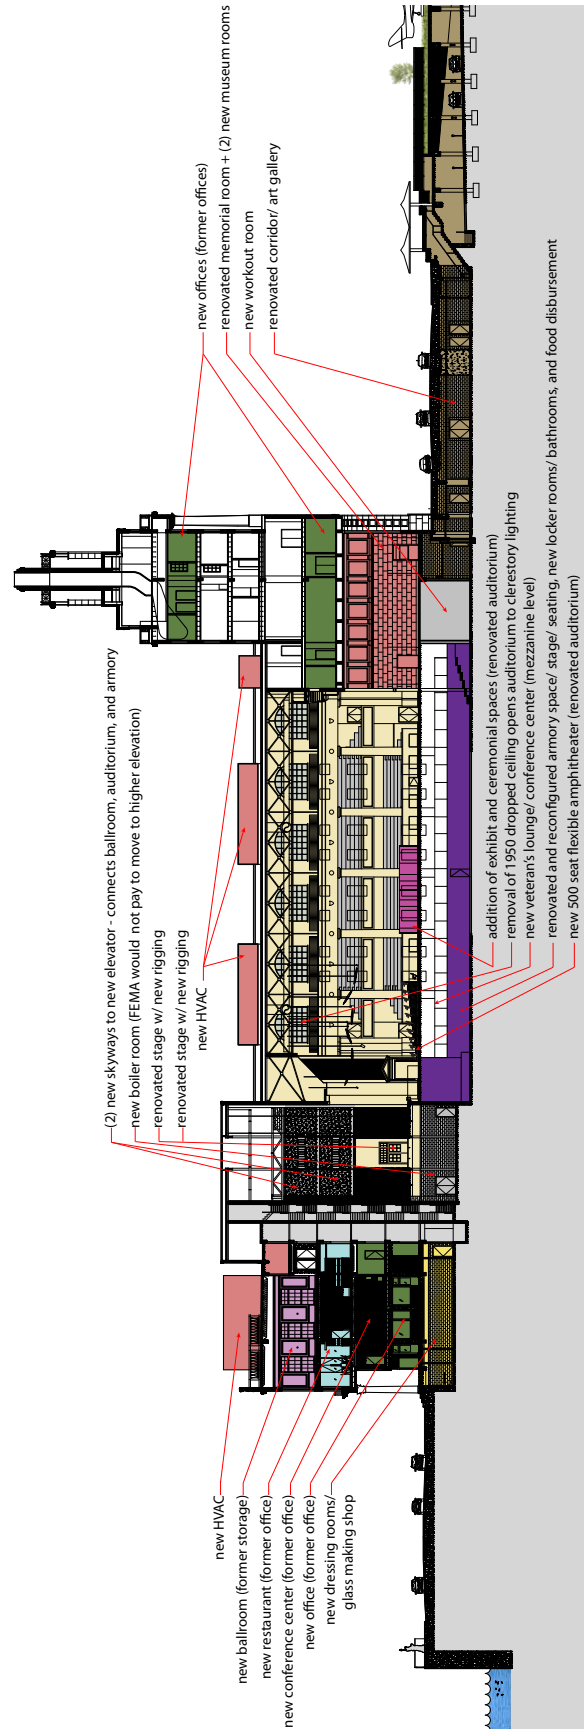 new HVAC
new ballroom (former storage)
new restaurant (former office)
new conference center (former office)
new office (former office)
new dressing rooms/
glass making shop
(2) new skyways to new elevator - connects ballroom, auditorium, and armory
new boiler room (FEMA would not pay to move to higher elevation)
renovated stage w/ new rigging
renovated stage w/ new rigging
new HVAC
new offices (former offices)
renovated memorial room + (2) new museum rooms
new workout room
renovated corridor/ art gallery
addition of exhibit and ceremonial spaces (renovated auditorium)
removal of 1950 dropped ceiling opens auditorium to clerestory lighting
new veteran's lounge/ conference center (mezzanine level)
renovated and reconfigured armory space/ stage/ seating, new locker rooms/ bathrooms, and food disbursement
new 500 seat flexible amphitheater (renovated auditorium)